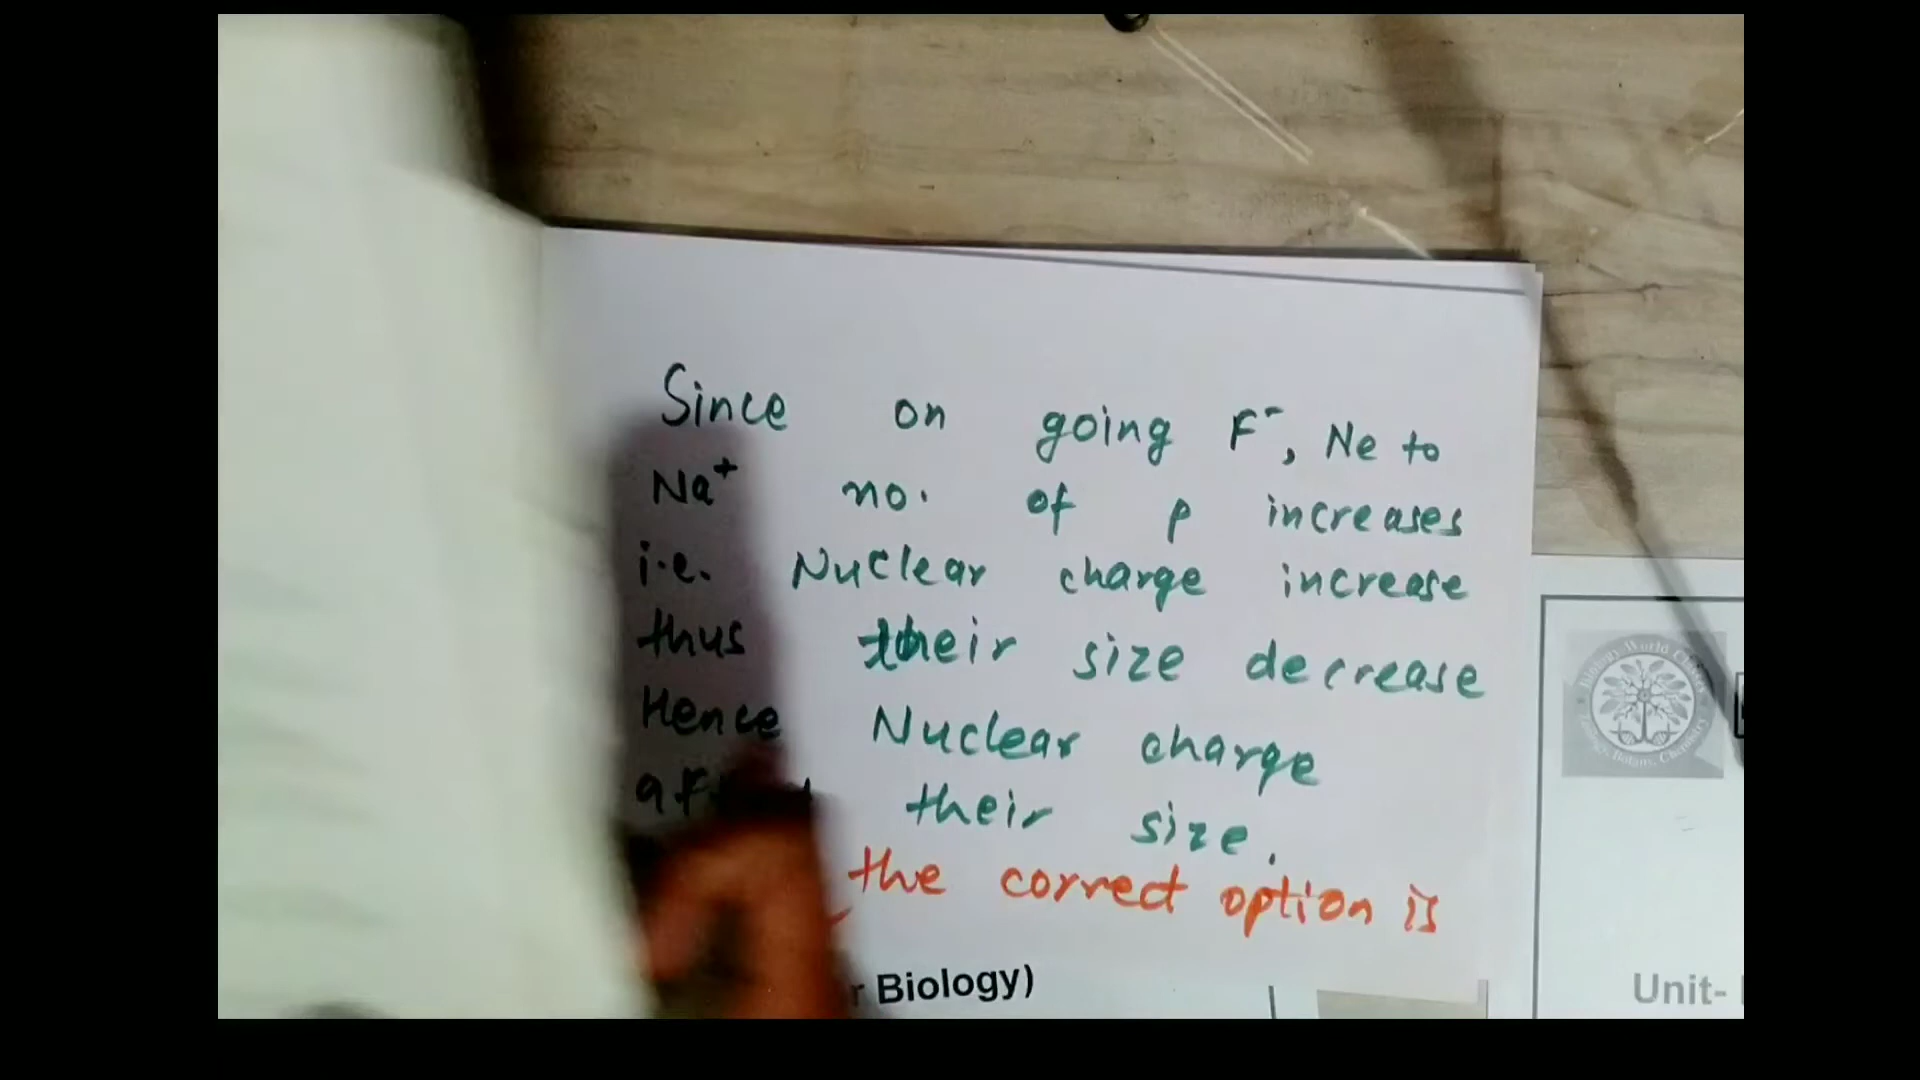 Since on going F⁻, Ne to
Na⁺ no. of p increases
i.e. Nuclear charge increase
thus their size decrease
Hence Nuclear charge
their size.
the correct option is
Biology)
Unit-